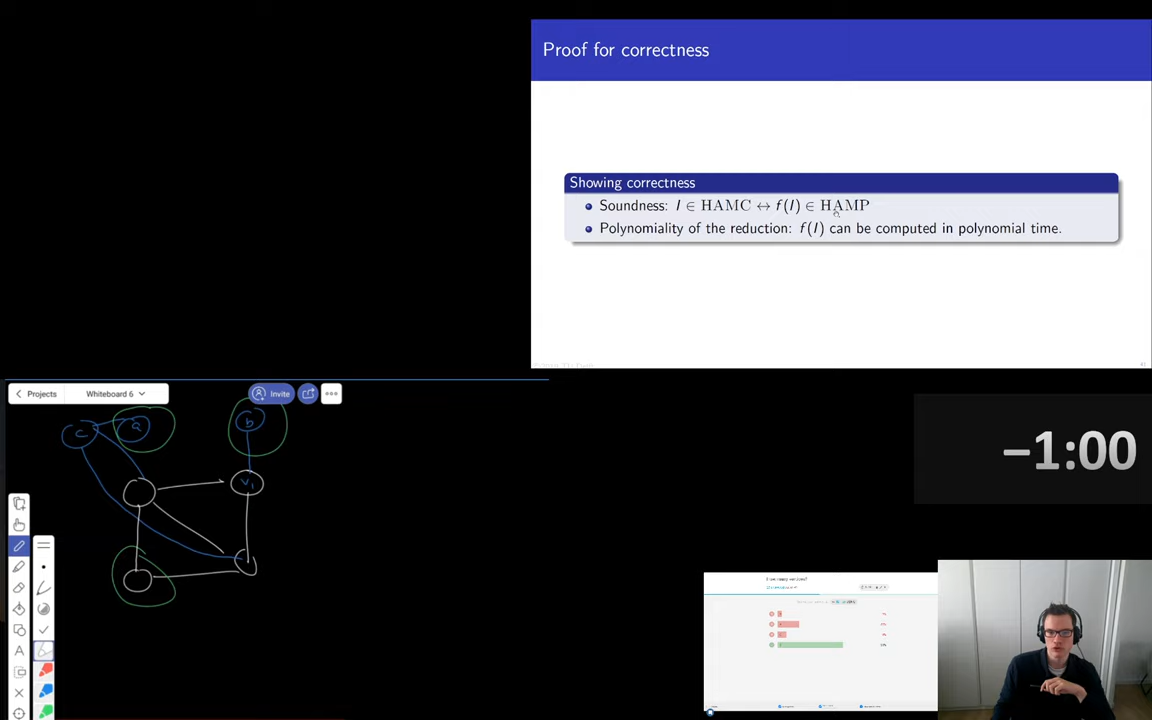 Proof for correctness
Showing correctness
Soundness: I ∈ HAMC ↔ f(I) ∈ HAMP
Polynomiality of the reduction: f(I) can be computed in polynomial time.
Projects
Whiteboard 6
Invite
c
a
b
v₁
A
−1:00